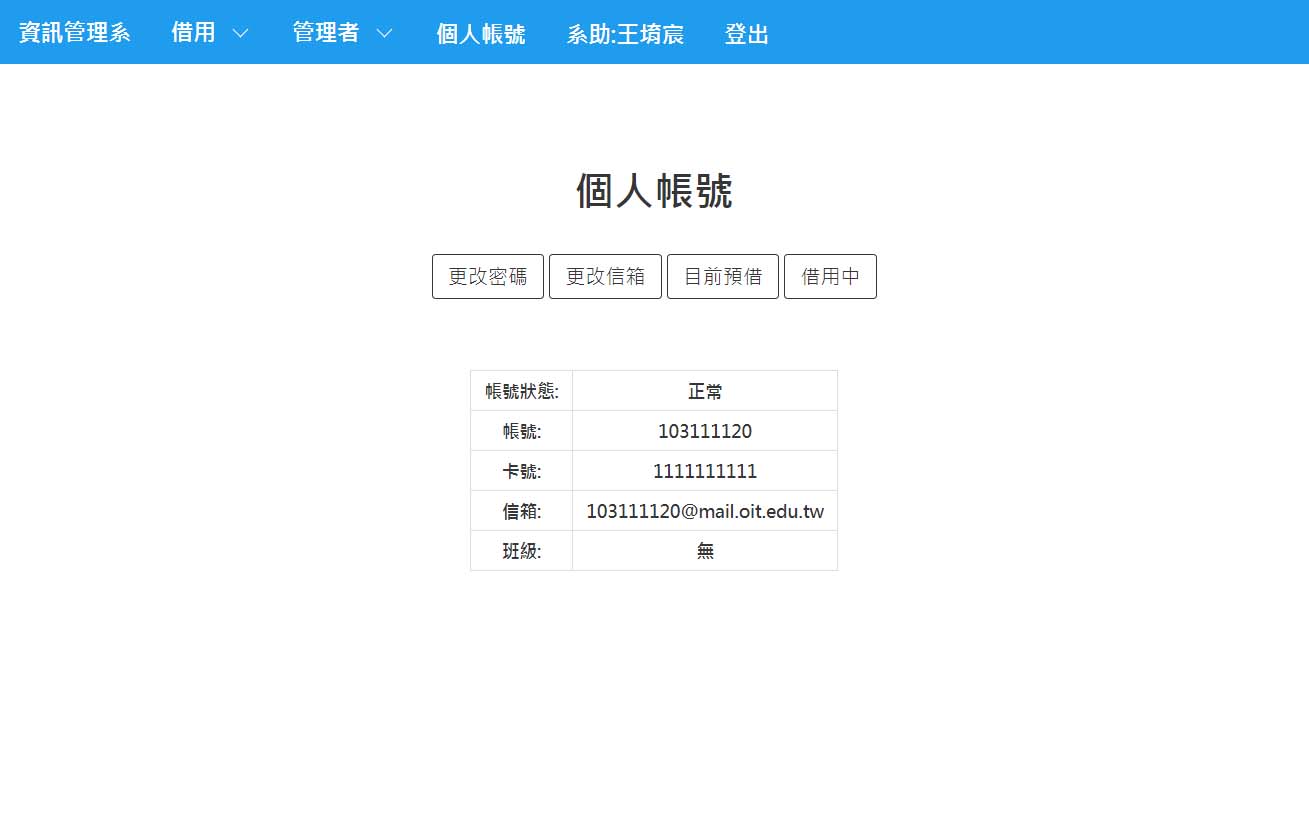 資訊管理系 借用 管理者 個人帳號 系助:王堉宸 登出
個人帳號
更改密碼 更改信箱 目前預借 借用中
帳號狀態: 正常
帳號: 103111120
卡號: 1111111111
信箱: 103111120@mail.oit.edu.tw
班級: 無